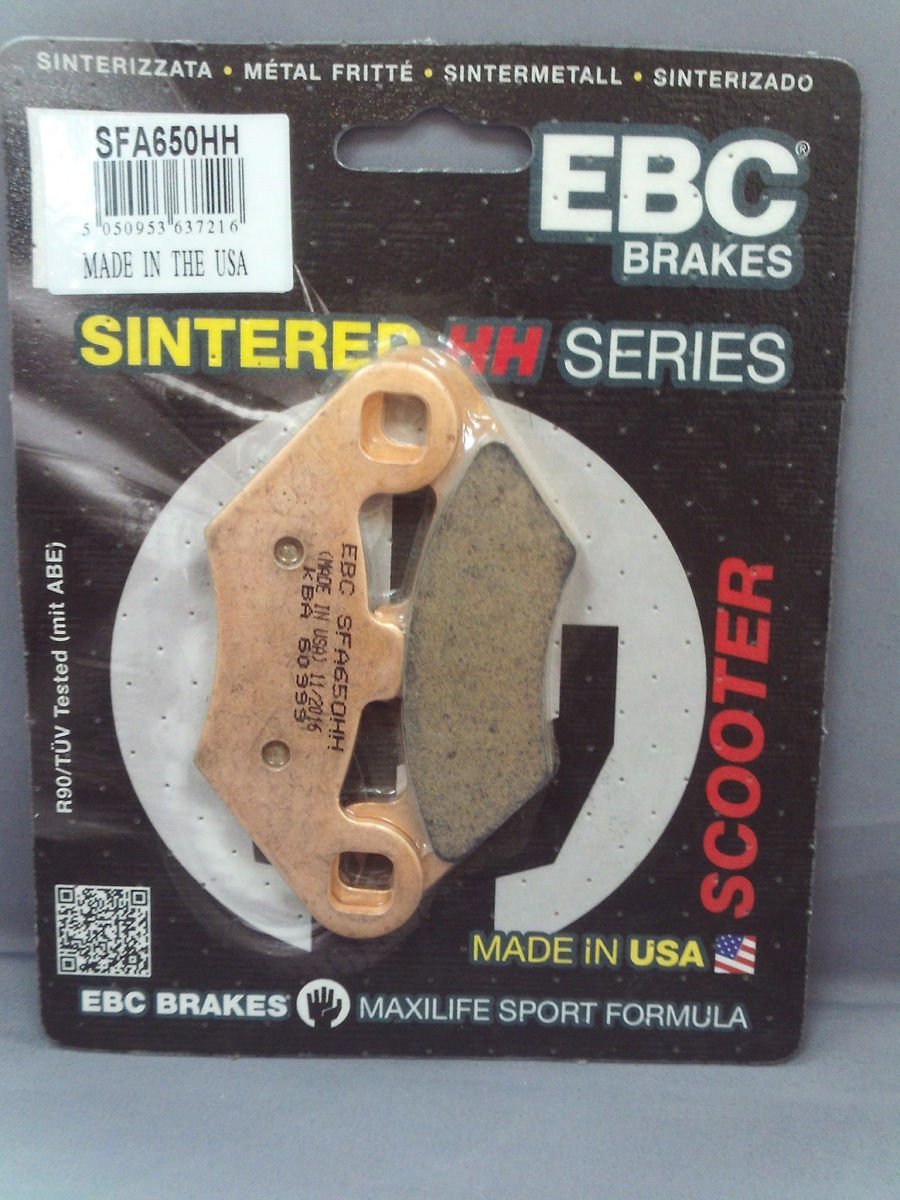 SINTERIZZATA • MÉTAL FRITTÉ • SINTERMETALL • SINTERIZADO
SFA650HH
5 050953 637216
MADE IN THE USA
EBC®
BRAKES
SINTERED HH SERIES
R90/TÜV Tested (mit ABE)
EBC SFA650HH
(MADE IN USA) 11/2016
KBA 60999
SCOOTER
MADE iN USA
EBC BRAKES MAXILIFE SPORT FORMULA